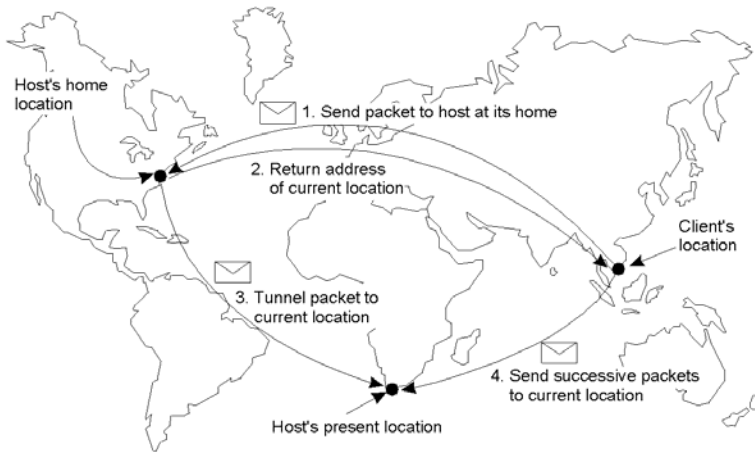 Host's home
location
1. Send packet to host at its home
2. Return address
of current location
Client's
location
3. Tunnel packet to
current location
4. Send successive packets
to current location
Host's present location